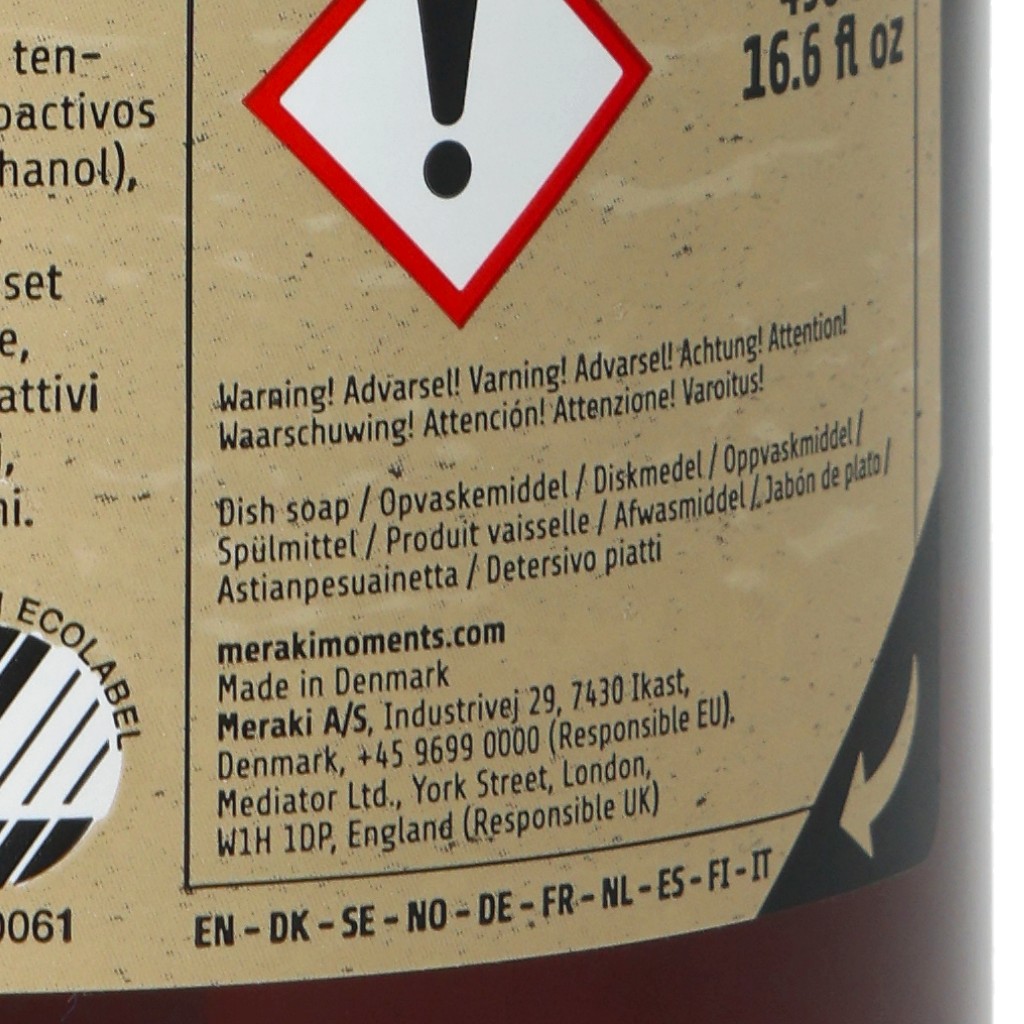 ten-
hanol),
set
e,
attivi
ni.
ECOLABEL
0061
16.6 fl oz
Warning! Advarsel! Varning! Advarsel! Achtung! Attention!
Waarschuwing! Attención! Attenzione! Varoitus!
Dish soap / Opvaskemiddel / Diskmedel / Oppvaskmiddel /
Spülmittel / Produit vaisselle / Afwasmiddel / Jabón de plato /
Astianpesuainetta / Detersivo piatti
merakimoments.com
Made in Denmark
Meraki A/S, Industrivej 29, 7430 Ikast,
Denmark, +45 9699 0000 (Responsible EU).
Mediator Ltd., York Street, London,
W1H 1DP, England (Responsible UK)
EN - DK - SE - NO - DE - FR - NL - ES - FI - IT